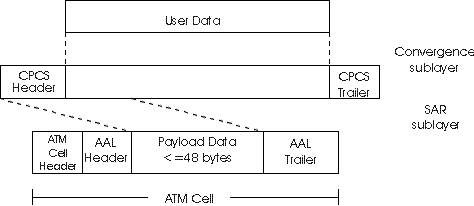 User Data
Convergence
sublayer
CPCS
Header
CPCS
Trailer
SAR
sublayer
ATM
Cell
Header
AAL
Header
Payload Data
< =48 bytes
AAL
Trailer
ATM Cell